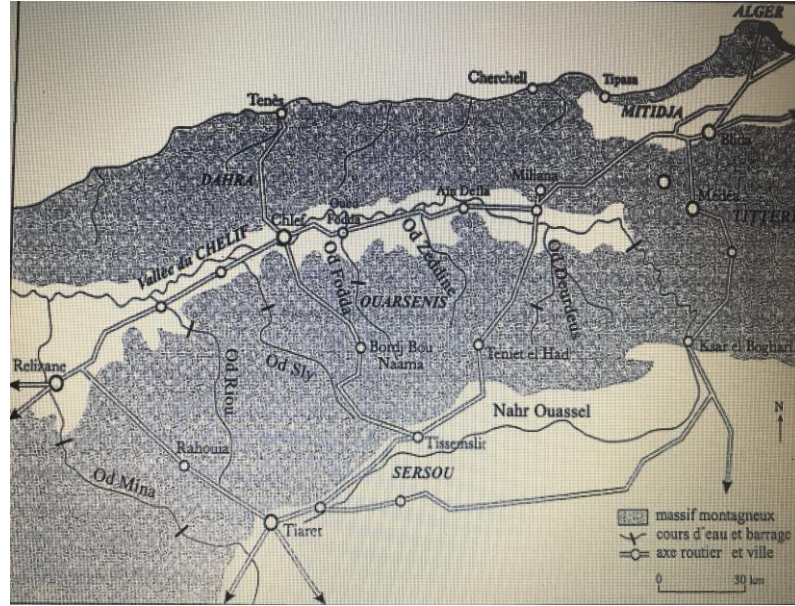 ALGER
Cherchell
Tipasa
Tenès
MITIDJA
Blida
DAHRA
Miliana
Médéa
Oued
Fodda
Ain Defla
TITTERI
Chlef
Vallée du CHELIF
Od Fodda
Od Zeddine
Od Deurdeus
OUARSENIS
Relizane
Od Riou
Od Sly
Bordj Bou
Naama
Teniet el Had
Ksar el Boghari
Nahr Ouassel
N
Tissemslit
Rahouia
Od Mina
SERSOU
Tiaret
massif montagneux
cours d'eau et barrage
axe routier et ville
0 30 km